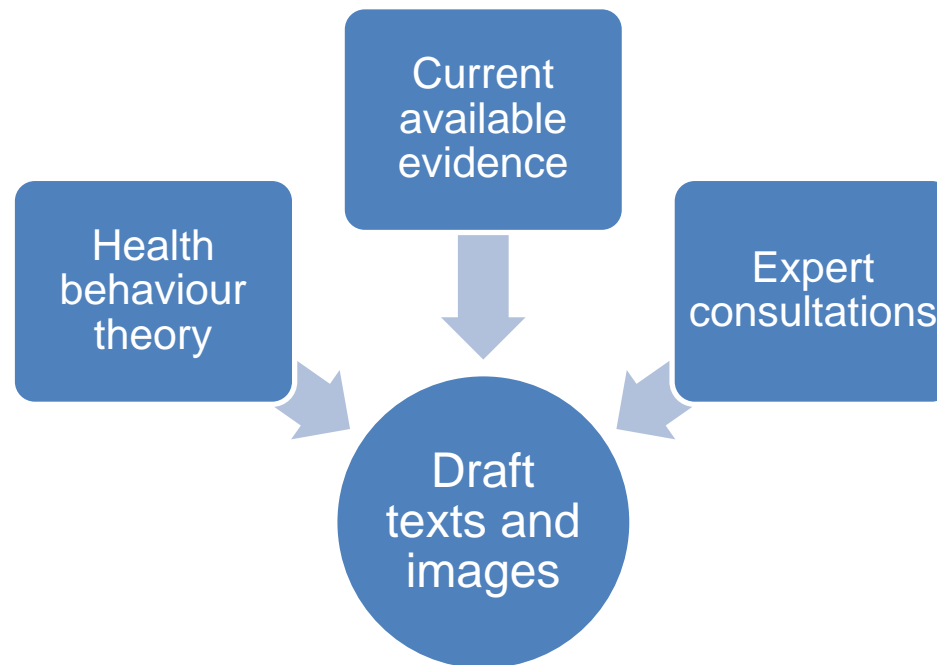 Current
available
evidence
Health
behaviour
theory
Expert
consultations
Draft
texts and
images